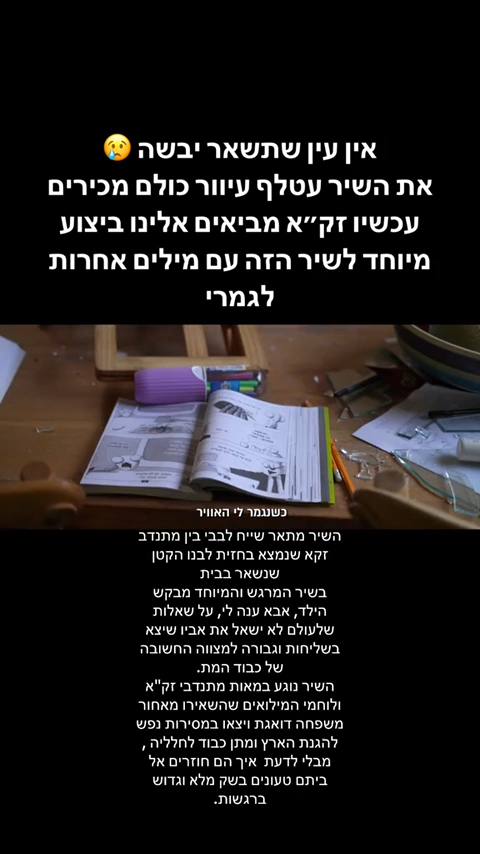 אין עין שתשאר יבשה 😢
את השיר עטלף עיוור כולם מכירים
עכשיו זק״א מביאים אלינו ביצוע
מיוחד לשיר הזה עם מילים אחרות
לגמרי
כשנגמר לי האוויר
השיר מתאר שייח לבבי בין מתנדב
זקא שנמצא בחזית לבנו הקטן
שנשאר בבית
בשיר המרגש והמיוחד מבקש
הילד, אבא ענה לי, על שאלות
שלעולם לא ישאל את אביו שיצא
בשליחות וגבורה למצווה החשובה
של כבוד המת.
השיר נוגע במאות מתנדבי זק"א
ולוחמי המילואים שהשאירו מאחור
משפחה דואגת ויצאו במסירות נפש
להגנת הארץ ומתן כבוד לחלליה ,
מבלי לדעת איך הם חוזרים אל
ביתם טעונים בשק מלא וגדוש
ברגשות.